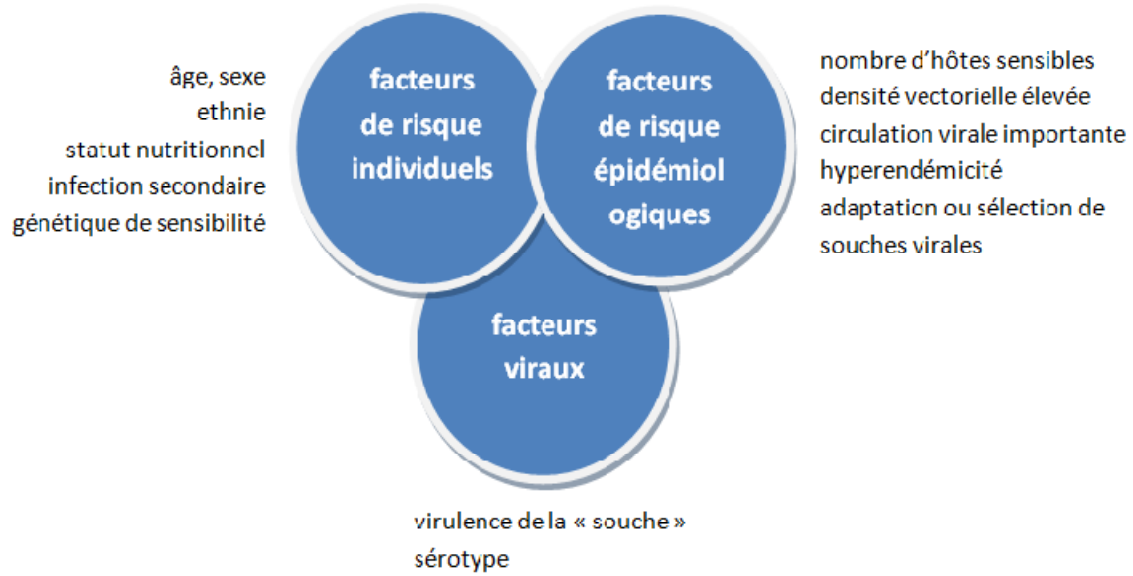 âge, sexe
ethnie
statut nutritionnel
infection secondaire
génétique de sensibilité
facteurs
de risque
individuels
facteurs
de risque
épidémiol
ogiques
nombre d'hôtes sensibles
densité vectorielle élevée
circulation virale importante
hyperendémicité
adaptation ou sélection de
souches virales
facteurs
viraux
virulence de la « souche »
sérotype